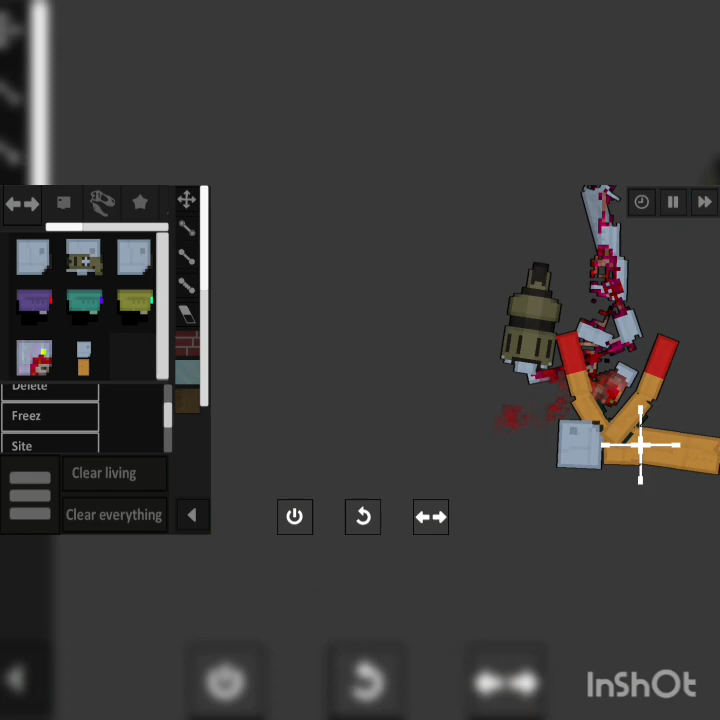 Delete
Freez
Site
Clear living
Clear everything
InShOt